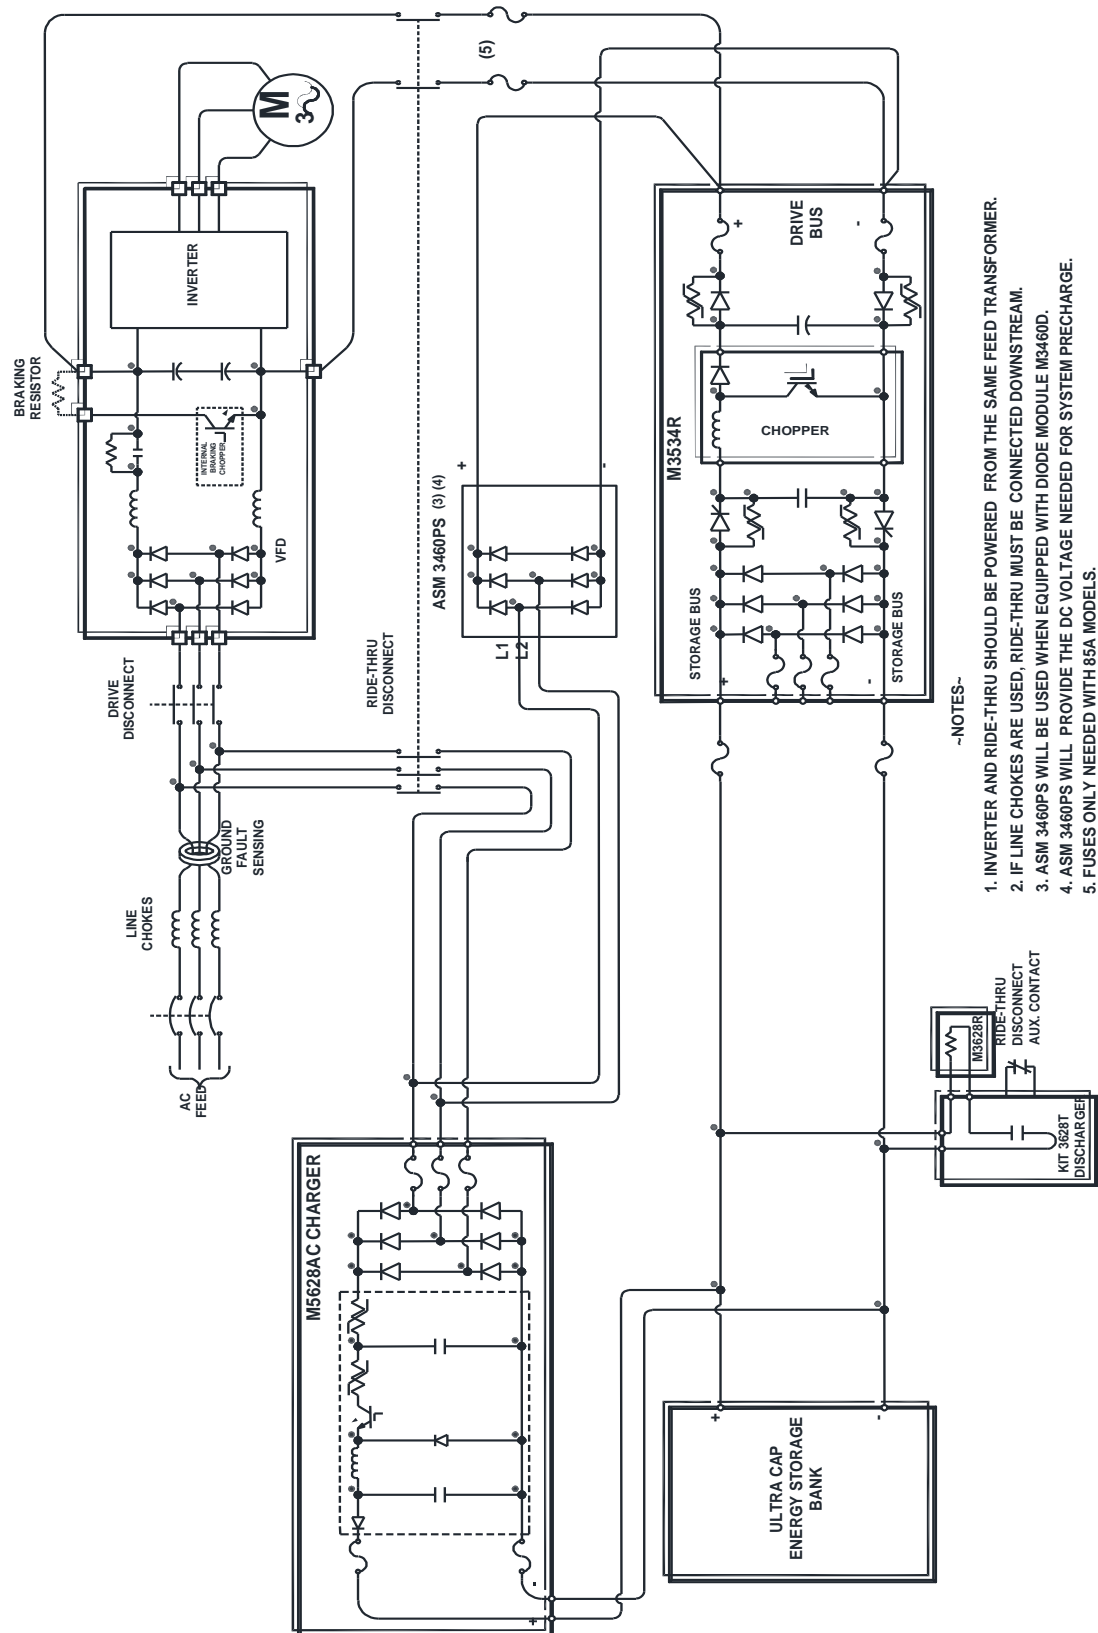 (5)
M
3
BRAKING
RESISTOR
INVERTER
INTERNAL
BRAKING
CHOPPER
VFD
DRIVE
DISCONNECT
GROUND
FAULT
SENSING
LINE
CHOKES
AC
FEED
RIDE-THRU
DISCONNECT
ASM 3460PS (3) (4)
+
-
L1
L2
M3534R
DRIVE
BUS
+
-
CHOPPER
STORAGE BUS
+
STORAGE BUS
-
~NOTES~
1. INVERTER AND RIDE-THRU SHOULD BE POWERED FROM THE SAME FEED TRANSFORMER.
2. IF LINE CHOKES ARE USED, RIDE-THRU MUST BE CONNECTED DOWNSTREAM.
3. ASM 3460PS WILL BE USED WHEN EQUIPPED WITH DIODE MODULE M3460D.
4. ASM 3460PS WILL PROVIDE THE DC VOLTAGE NEEDED FOR SYSTEM PRECHARGE.
5. FUSES ONLY NEEDED WITH 85A MODELS.
M3628R
RIDE-THRU
DISCONNECT
AUX. CONTACT
KIT 3628T
DISCHARGER
M5628AC CHARGER
+
-
ULTRA CAP
ENERGY STORAGE
BANK
+
-